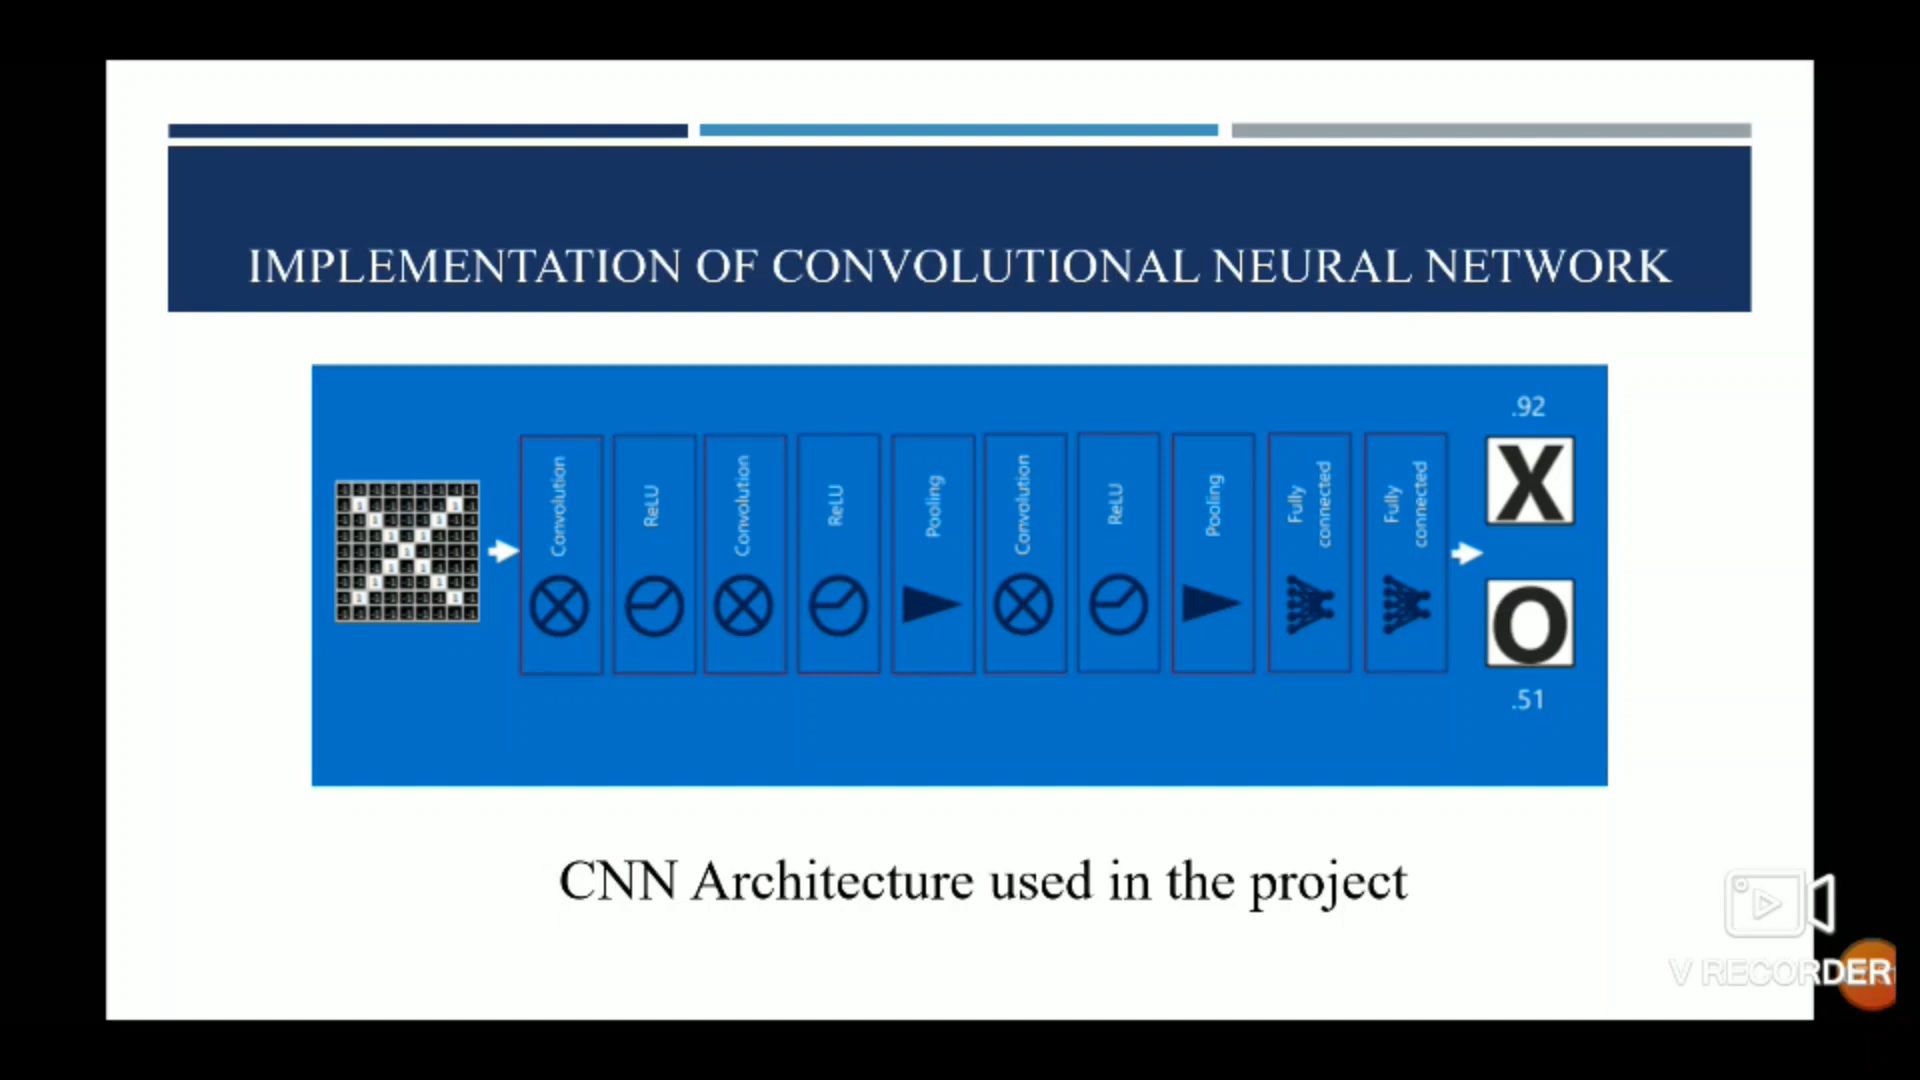 IMPLEMENTATION OF CONVOLUTIONAL NEURAL NETWORK
.92
Convolution
ReLU
Convolution
ReLU
Pooling
Convolution
ReLU
Pooling
Fully
connected
Fully
connected
X
O
.51
CNN Architecture used in the project
V RECORDER